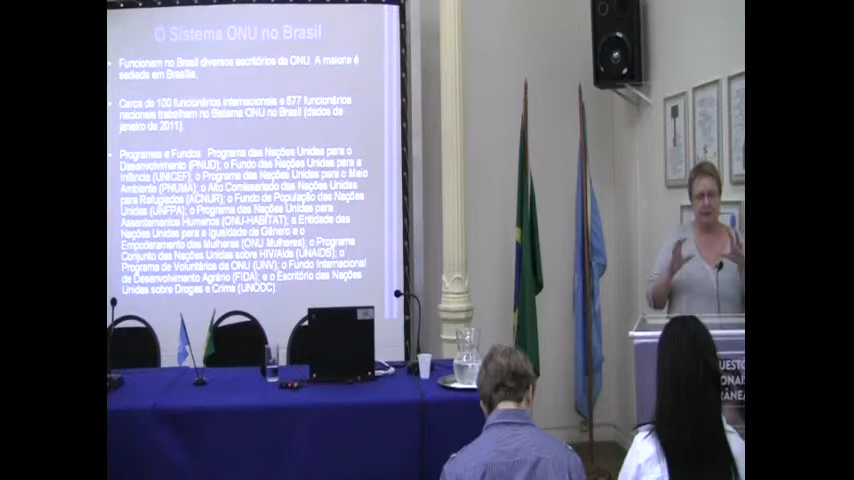 O Sistema ONU no Brasil
Funcionam no Brasil diversos escritórios da ONU. A maioria é
sediada em Brasília.
Cerca de 100 funcionários internacionais e 677 funcionários
nacionais trabalham no Sistema ONU no Brasil (dados de
janeiro de 2011).
Programas e Fundos: Programa das Nações Unidas para o
Desenvolvimento (PNUD), o Fundo das Nações Unidas para a
Infância (UNICEF), o Programa das Nações Unidas para o Meio
Ambiente (PNUMA), o Alto Comissariado das Nações Unidas
para Refugiados (ACNUR), o Fundo de População das Nações
Unidas (UNFPA), o Programa das Nações Unidas para
Assentamentos Humanos (ONU-HABITAT), a Entidade das
Nações Unidas para a Igualdade de Gênero e o
Empoderamento das Mulheres (ONU Mulheres), o Programa
Conjunto das Nações Unidas sobre HIV/Aids (UNAIDS), o
Programa de Voluntários da ONU (UNV), o Fundo Internacional
de Desenvolvimento Agrário (FIDA), e o Escritório das Nações
Unidas sobre Drogas e Crime (UNODC)
UESTÕ
ONAIS
RÂNEA